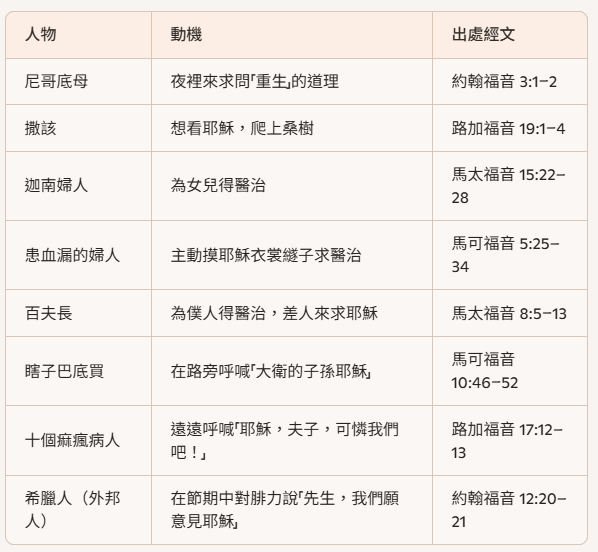 人物 動機 出處經文
尼哥底母 夜裡來求問「重生」的道理 約翰福音 3:1–2
撒該 想看耶穌，爬上桑樹 路加福音 19:1–4
迦南婦人 為女兒得醫治 馬太福音 15:22–
28
患血漏的婦人 主動摸耶穌衣裳繸子求醫治 馬可福音 5:25–
34
百夫長 為僕人得醫治，差人來求耶穌 馬太福音 8:5–13
瞎子巴底買 在路旁呼喊「大衛的子孫耶穌」 馬可福音
10:46–52
十個痲瘋病人 遠遠呼喊「耶穌，夫子，可憐我們
吧！」 路加福音 17:12–
13
希臘人（外邦
人） 在節期中對腓力說「先生，我們願
意見耶穌」 約翰福音 12:20–
21